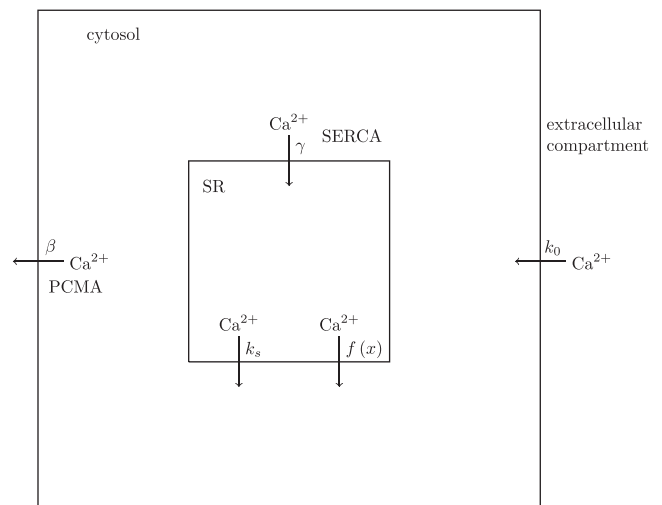 cytosol
Ca²⁺
SERCA
γ
extracellular
compartment
SR
β
Ca²⁺
PCMA
k₀
Ca²⁺
Ca²⁺
Ca²⁺
kₛ
f (x)